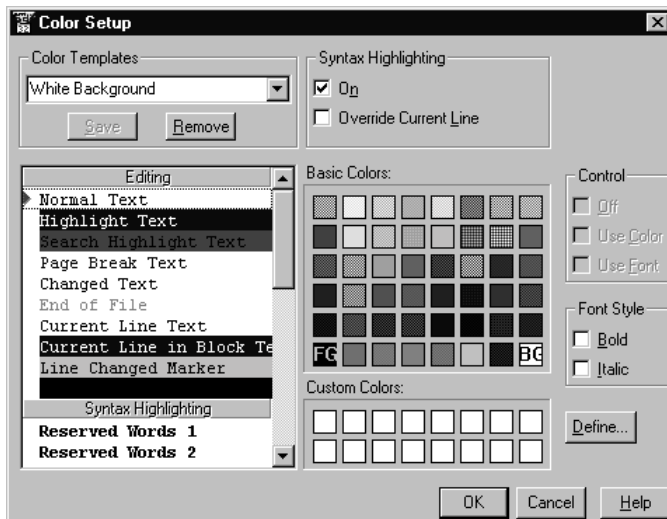 Color Setup
Color Templates
White Background
Save
Remove
Syntax Highlighting
On
Override Current Line
Editing
Normal Text
Highlight Text
Search Highlight Text
Page Break Text
Changed Text
End of File
Current Line Text
Current Line in Block Te
Line Changed Marker
Syntax Highlighting
Reserved Words 1
Reserved Words 2
Basic Colors:
FG
BG
Custom Colors:
Control
Off
Use Color
Use Font
Font Style
Bold
Italic
Define...
OK
Cancel
Help